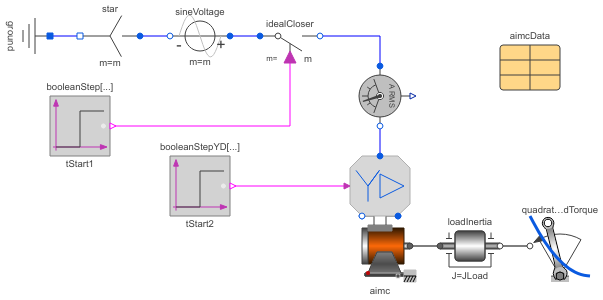 star
sineVoltage
idealCloser
aimcData
ground
-
+
m=m
m=m
m=
m
A RMS
booleanStep[...]
tStart1
booleanStepYD[...]
tStart2
loadInertia
quadrat...dTorque
J=JLoad
aimc